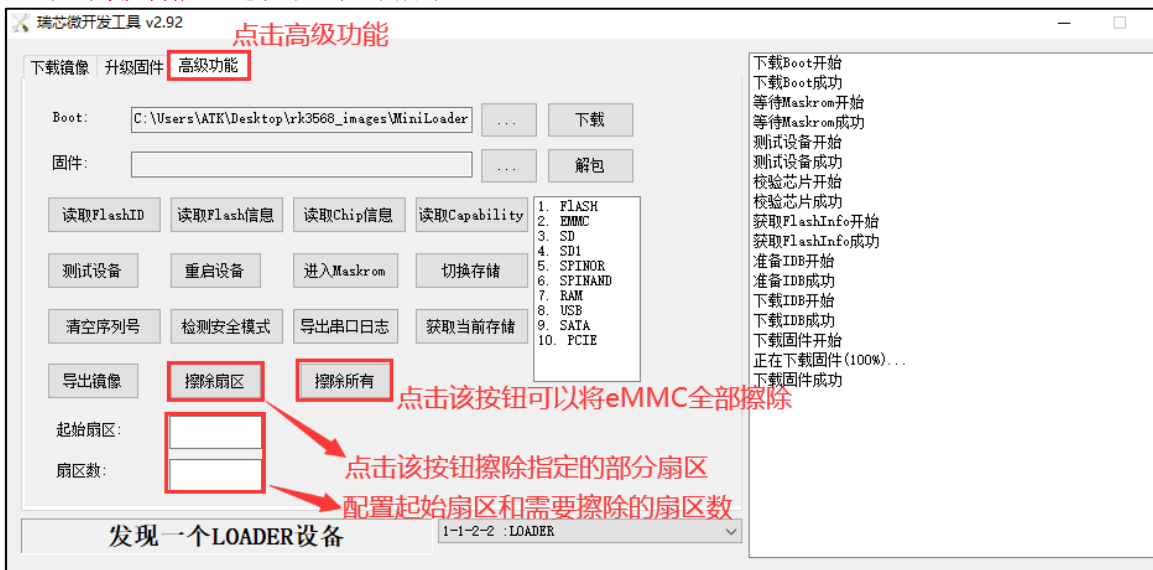 瑞芯微开发工具 v2.92
点击高级功能
下载镜像 升级固件 高级功能
Boot: C:\Users\ATK\Desktop\rk3568_images\MiniLoader ... 下载
固件: ... 解包
读取FlashID 读取Flash信息 读取Chip信息 读取Capability
测试设备 重启设备 进入Maskrom 切换存储
清空序列号 检测安全模式 导出串口日志 获取当前存储
1. FlASH
2. EMMC
3. SD
4. SD1
5. SPINOR
6. SPINAND
7. RAM
8. USB
9. SATA
10. PCIE
导出镜像 擦除扇区 擦除所有
点击该按钮可以将eMMC全部擦除
起始扇区:
点击该按钮擦除指定的部分扇区
扇区数:
配置起始扇区和需要擦除的扇区数
发现一个LOADER设备 1-1-2-2 :LOADER
下载Boot开始
下载Boot成功
等待Maskrom开始
等待Maskrom成功
测试设备开始
测试设备成功
校验芯片开始
校验芯片成功
获取FlashInfo开始
获取FlashInfo成功
准备IDB开始
准备IDB成功
下载IDB开始
下载IDB成功
下载固件开始
正在下载固件(100%)...
下载固件成功